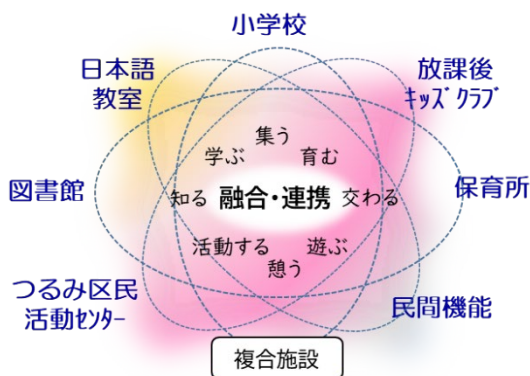 小学校
日本語
教室
放課後
ｷｯｽﾞｸﾗﾌﾞ
集う
学ぶ
育む
図書館
知る
融合・連携
交わる
保育所
活動する
遊ぶ
憩う
つるみ区民
活動ｾﾝﾀｰ
民間機能
複合施設